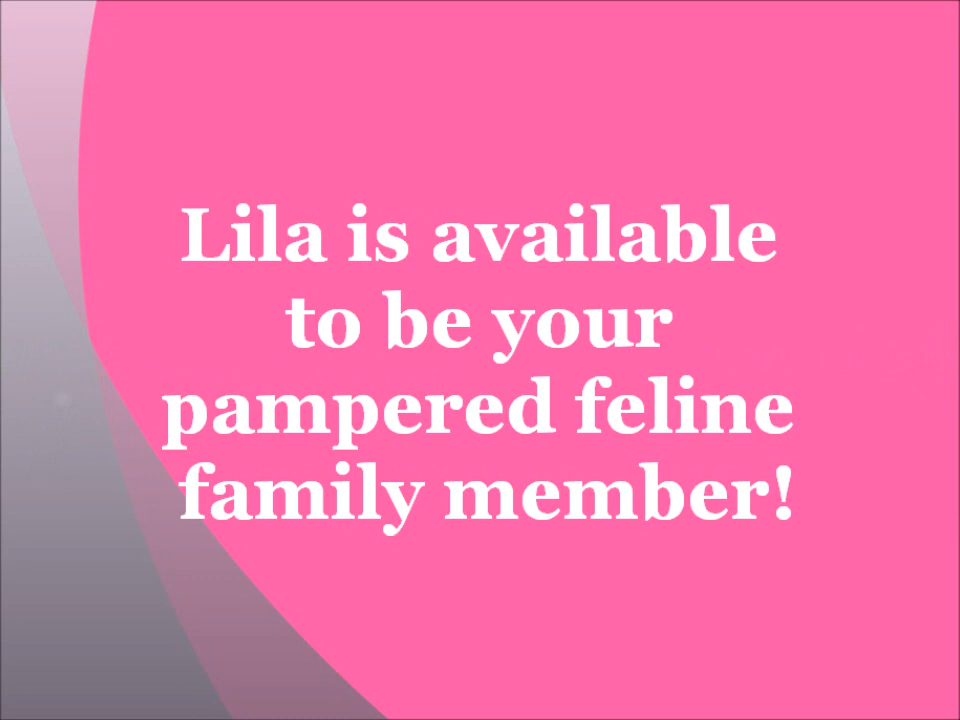 Lila is available
to be your
pampered feline
family member!